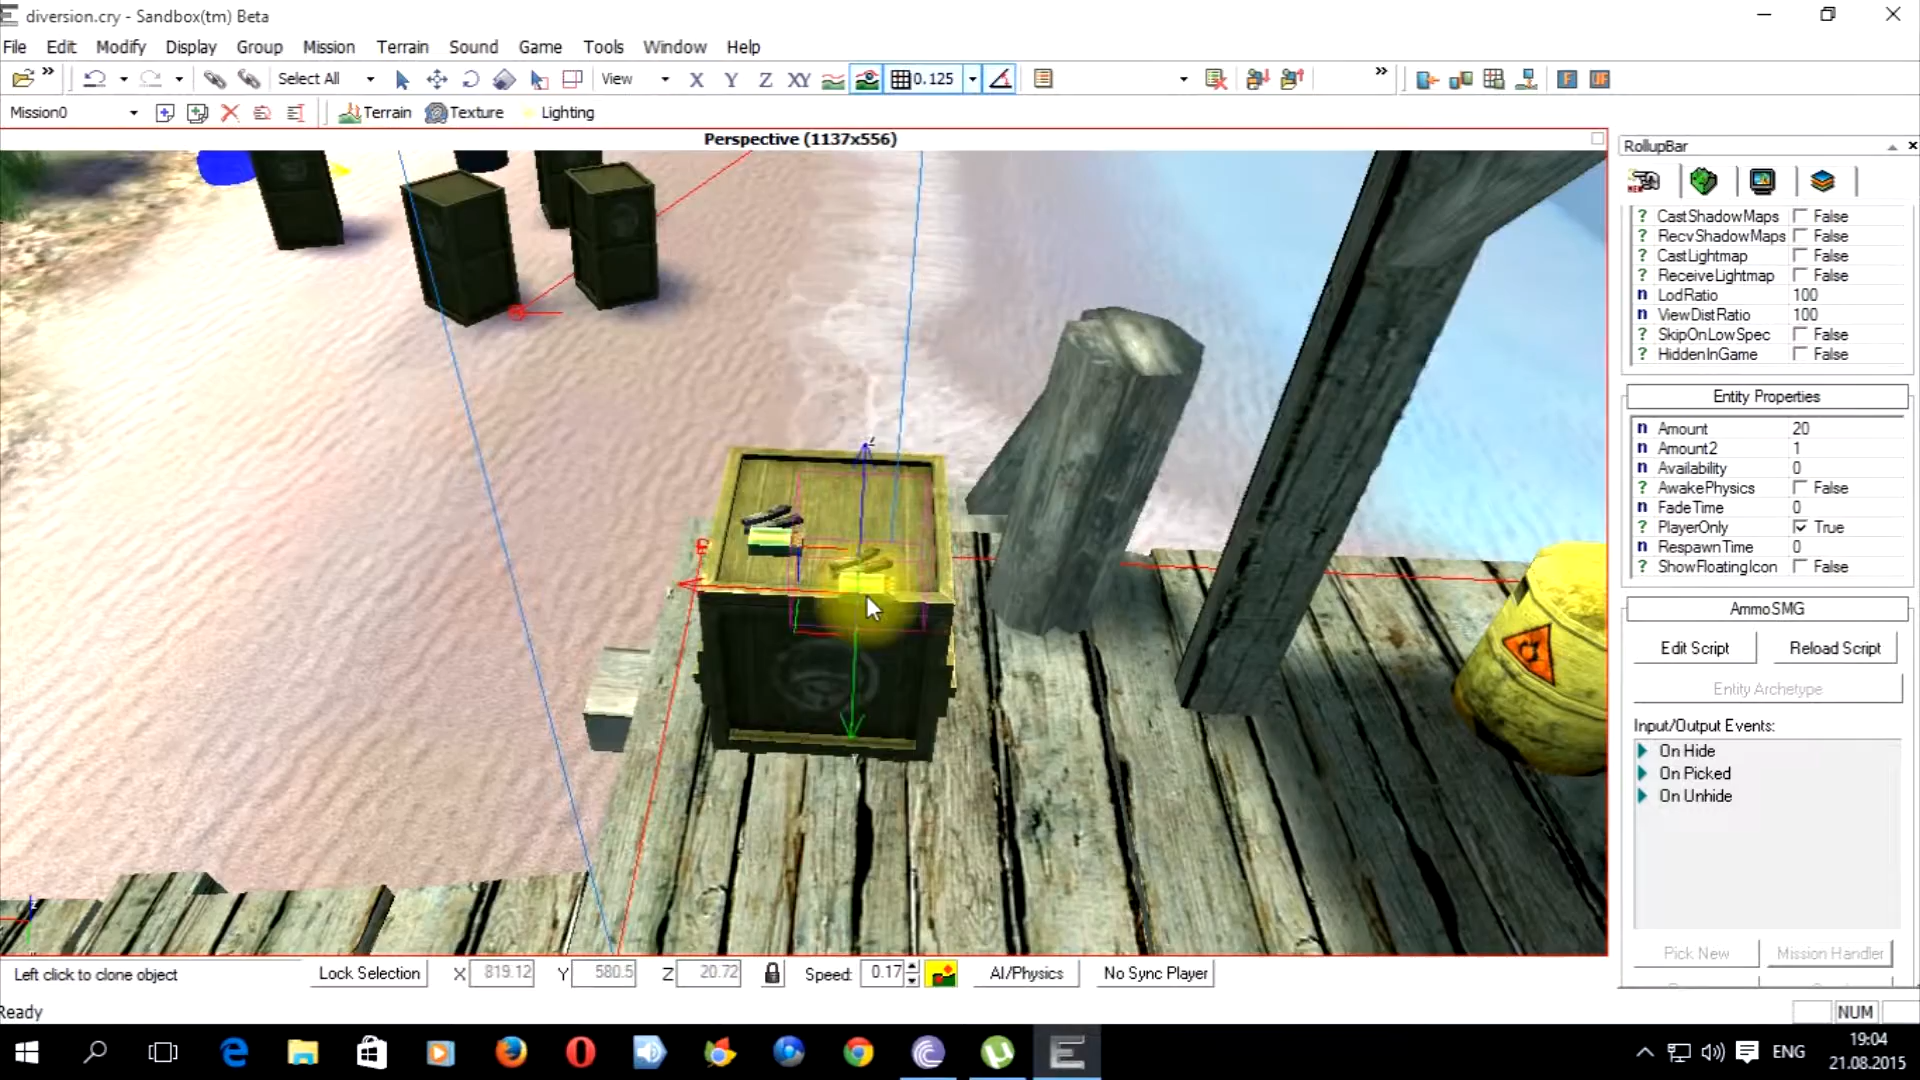 diversion.cry - Sandbox(tm) Beta
File Edit Modify Display Group Mission Terrain Sound Game Tools Window Help
Select All View X Y Z XY 0.125
Mission0 Terrain Texture Lighting
Perspective (1137x556)
RollupBar
NEW
CastShadowMaps False
RecvShadowMaps False
CastLightmap False
ReceiveLightmap False
LodRatio 100
ViewDistRatio 100
SkipOnLowSpec False
HiddenInGame False
Entity Properties
Amount 20
Amount2 1
Availability 0
AwakePhysics False
FadeTime 0
PlayerOnly True
RespawnTime 0
ShowFloatingIcon False
AmmoSMG
Edit Script Reload Script
Entity Archetype
Input/Output Events:
On Hide
On Picked
On Unhide
Pick New Mission Handler
Left click to clone object Lock Selection X 819.12 Y 580.5 Z 20.72 Speed: 0.17 AI/Physics No Sync Player
Ready NUM
ENG 19:04
21.08.2015